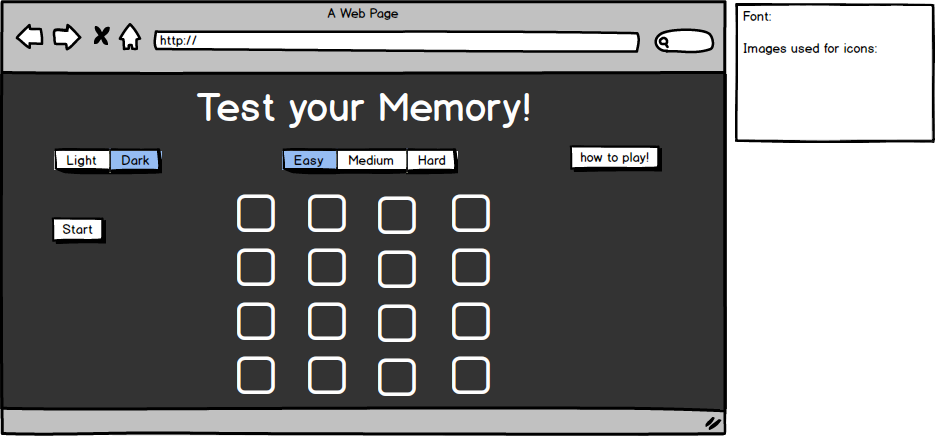 A Web Page
http://
Test your Memory!
Light Dark
Easy Medium Hard
how to play!
Start
Font:
Images used for icons: